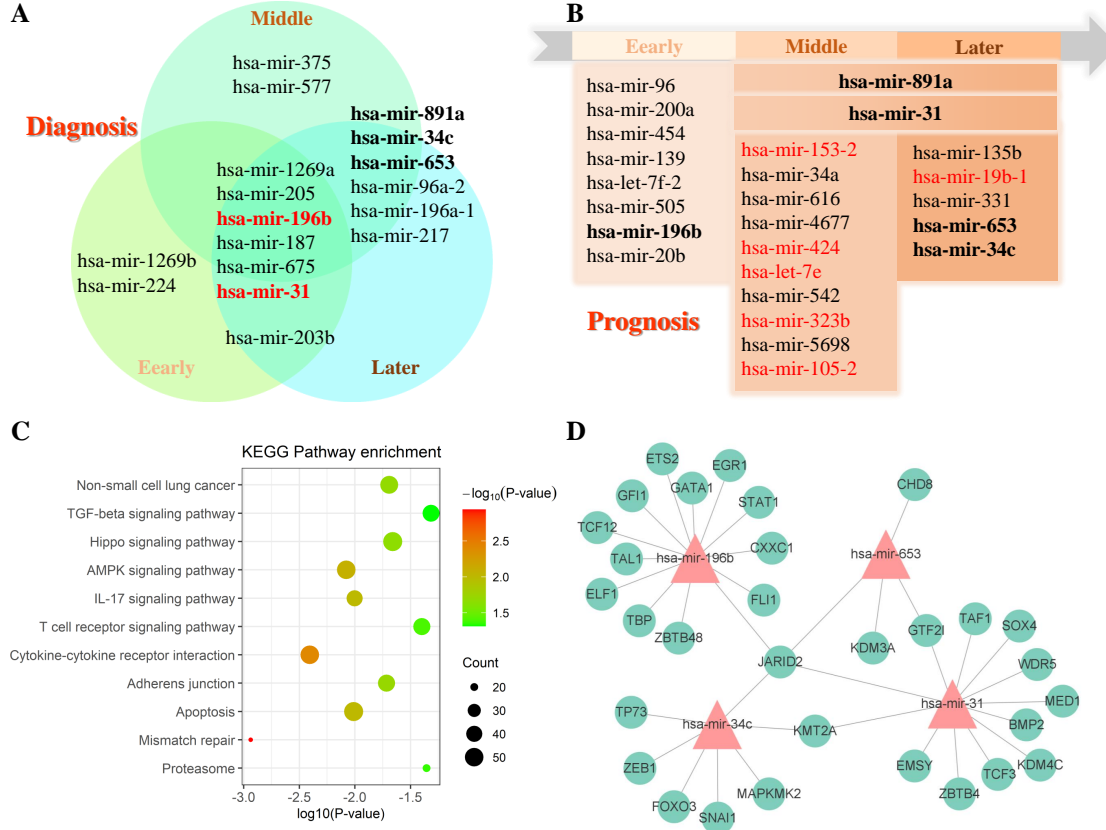 A
Middle
hsa-mir-375
hsa-mir-577
Diagnosis
hsa-mir-891a
hsa-mir-34c
hsa-mir-653
hsa-mir-96a-2
hsa-mir-196a-1
hsa-mir-217
hsa-mir-1269a
hsa-mir-205
hsa-mir-196b
hsa-mir-187
hsa-mir-675
hsa-mir-31
hsa-mir-1269b
hsa-mir-224
hsa-mir-203b
Eearly
Later
B
Eearly
Middle
Later
hsa-mir-96
hsa-mir-200a
hsa-mir-454
hsa-mir-139
hsa-let-7f-2
hsa-mir-505
hsa-mir-196b
hsa-mir-20b
hsa-mir-891a
hsa-mir-31
hsa-mir-153-2
hsa-mir-34a
hsa-mir-616
hsa-mir-4677
hsa-mir-424
hsa-let-7e
hsa-mir-542
hsa-mir-323b
hsa-mir-5698
hsa-mir-105-2
hsa-mir-135b
hsa-mir-19b-1
hsa-mir-331
hsa-mir-653
hsa-mir-34c
Prognosis
C
KEGG Pathway enrichment
Non-small cell lung cancer
TGF-beta signaling pathway
Hippo signaling pathway
AMPK signaling pathway
IL-17 signaling pathway
T cell receptor signaling pathway
Cytokine-cytokine receptor interaction
Adherens junction
Apoptosis
Mismatch repair
Proteasome
-3.0 -2.5 -2.0 -1.5
log10(P-value)
−log10(P-value)
2.5
2.0
1.5
Count
20
30
40
50
D
ETS2
EGR1
GFI1
GATA1
STAT1
TCF12
CXXC1
TAL1
hsa-mir-196b
ELF1
FLI1
TBP
ZBTB48
CHD8
hsa-mir-653
KDM3A
GTF2I
JARID2
TAF1
SOX4
WDR5
MED1
hsa-mir-31
BMP2
KDM4C
TCF3
ZBTB4
EMSY
KMT2A
TP73
hsa-mir-34c
ZEB1
FOXO3
SNAI1
MAPKMK2